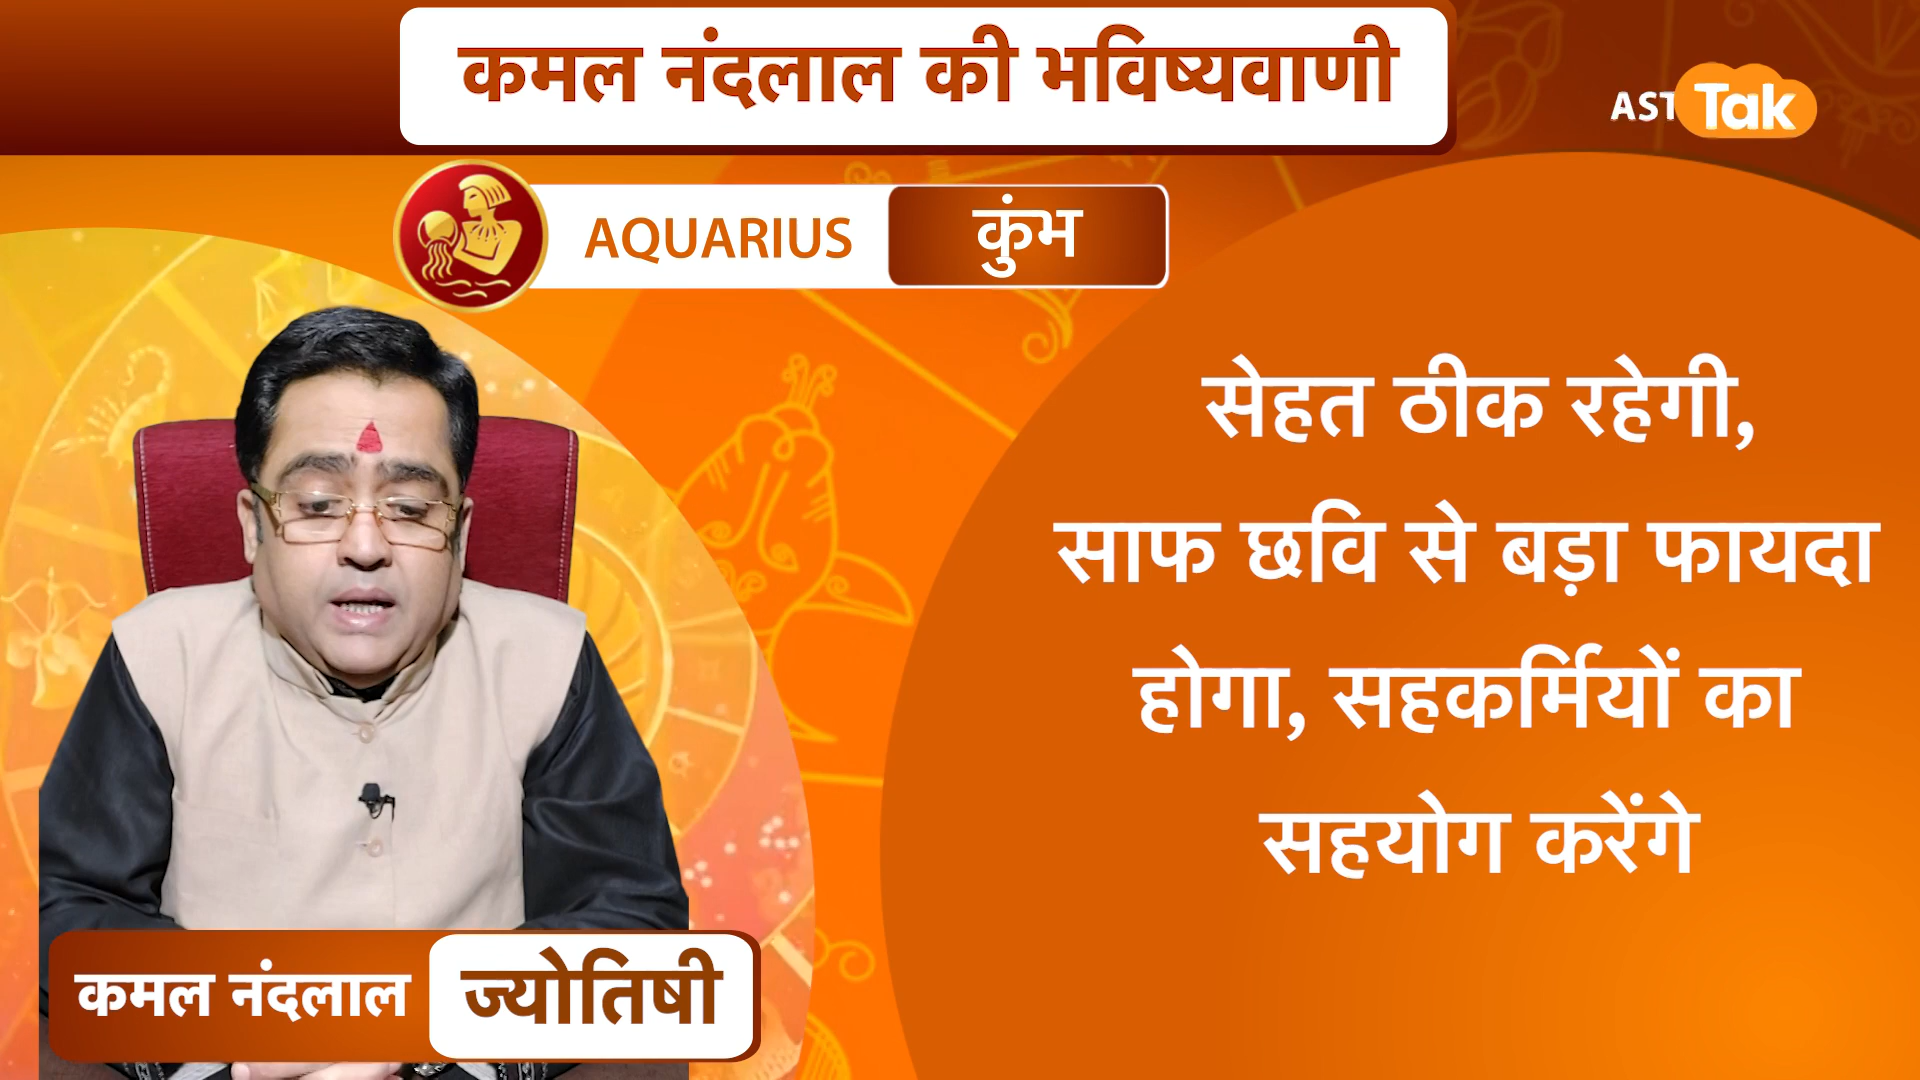 कमल नंदलाल की भविष्यवाणी
AST Tak
AQUARIUS कुंभ
सेहत ठीक रहेगी,
साफ छवि से बड़ा फायदा
होगा, सहकर्मियों का
सहयोग करेंगे
कमल नंदलाल ज्योतिषी